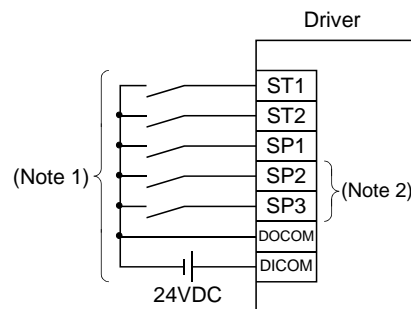 Driver
ST1
ST2
SP1
(Note 1)
SP2
(Note 2)
SP3
DOCOM
DICOM
24VDC